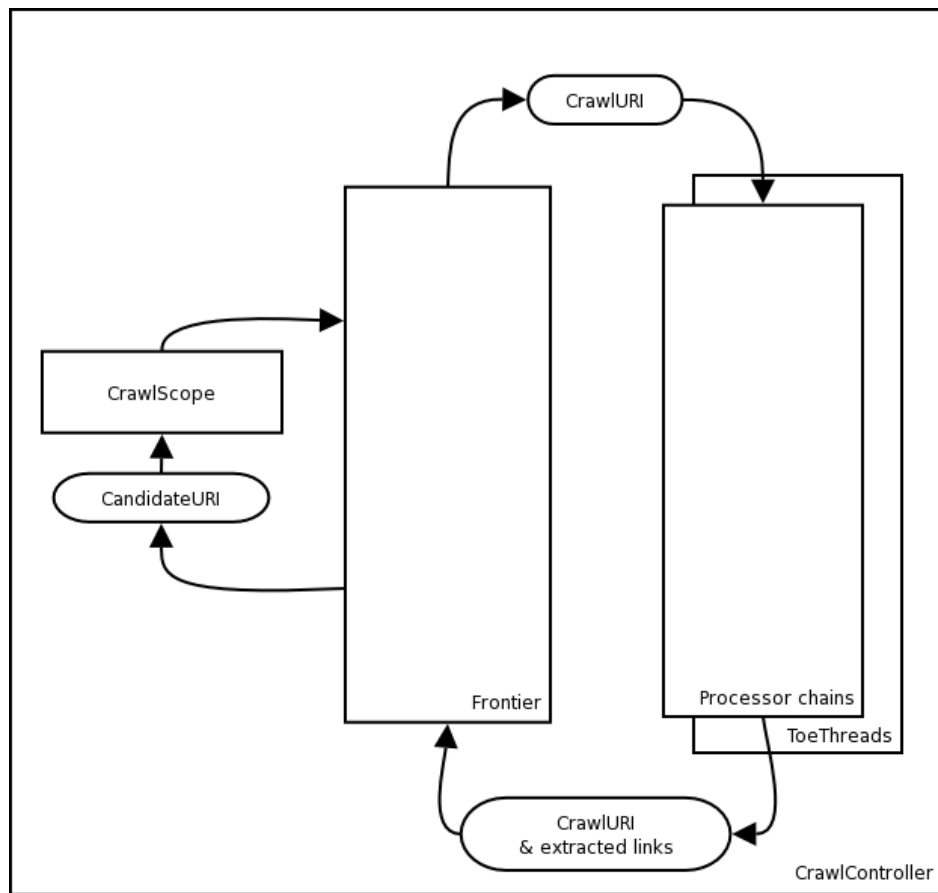 CrawlURI
CrawlScope
CandidateURI
Frontier
Processor chains
ToeThreads
CrawlURI
& extracted links
CrawlController